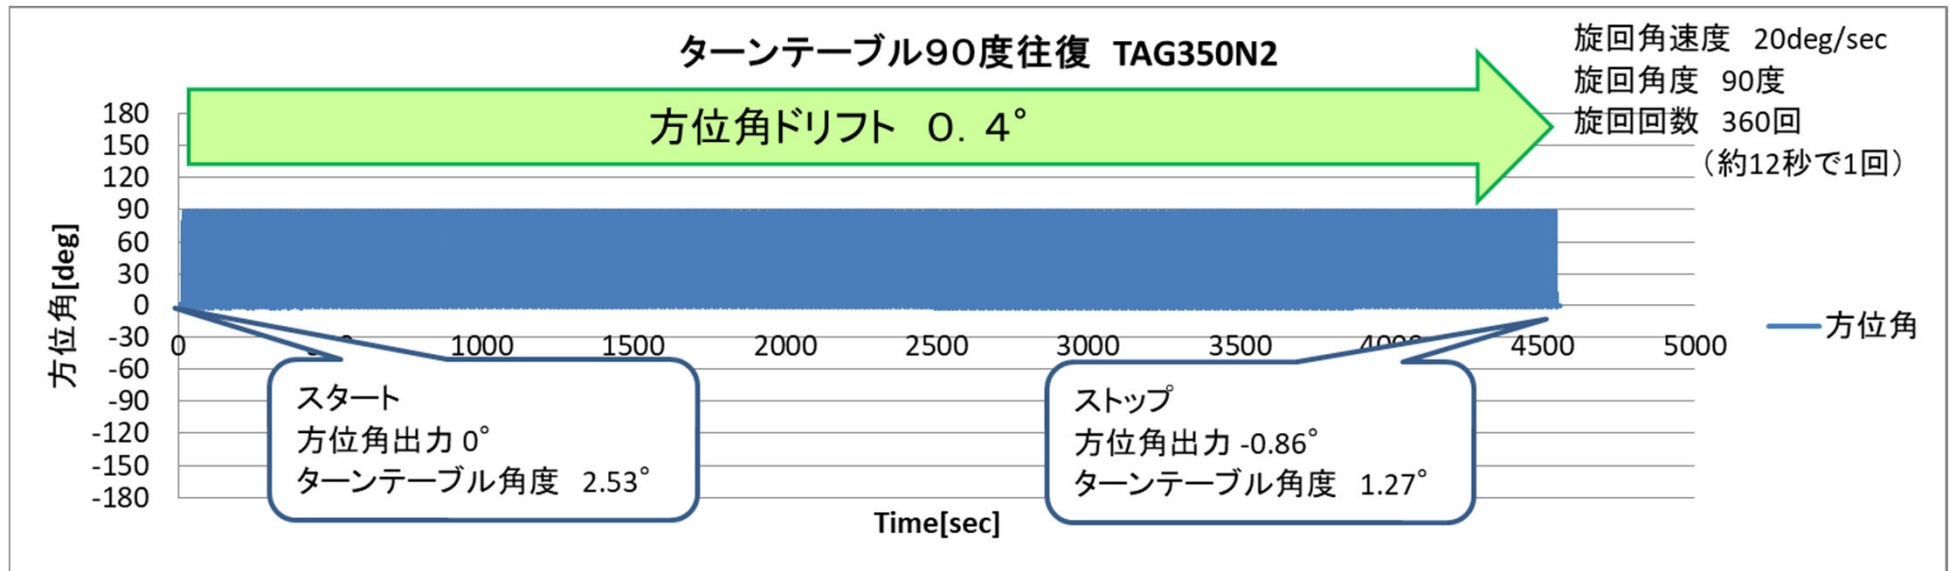 ターンテーブル９０度往復 TAG350N2
旋回角速度 20deg/sec
旋回角度 90度
旋回回数 360回
（約12秒で1回）
方位角ドリフト ０．４°
方位角[deg]
180
150
120
90
60
30
0
-30
-60
-90
-120
-150
-180
0 1000 1500 2000 2500 3000 3500 4000 4500 5000
方位角
スタート
方位角出力 0°
ターンテーブル角度 2.53°
ストップ
方位角出力 -0.86°
ターンテーブル角度 1.27°
Time[sec]